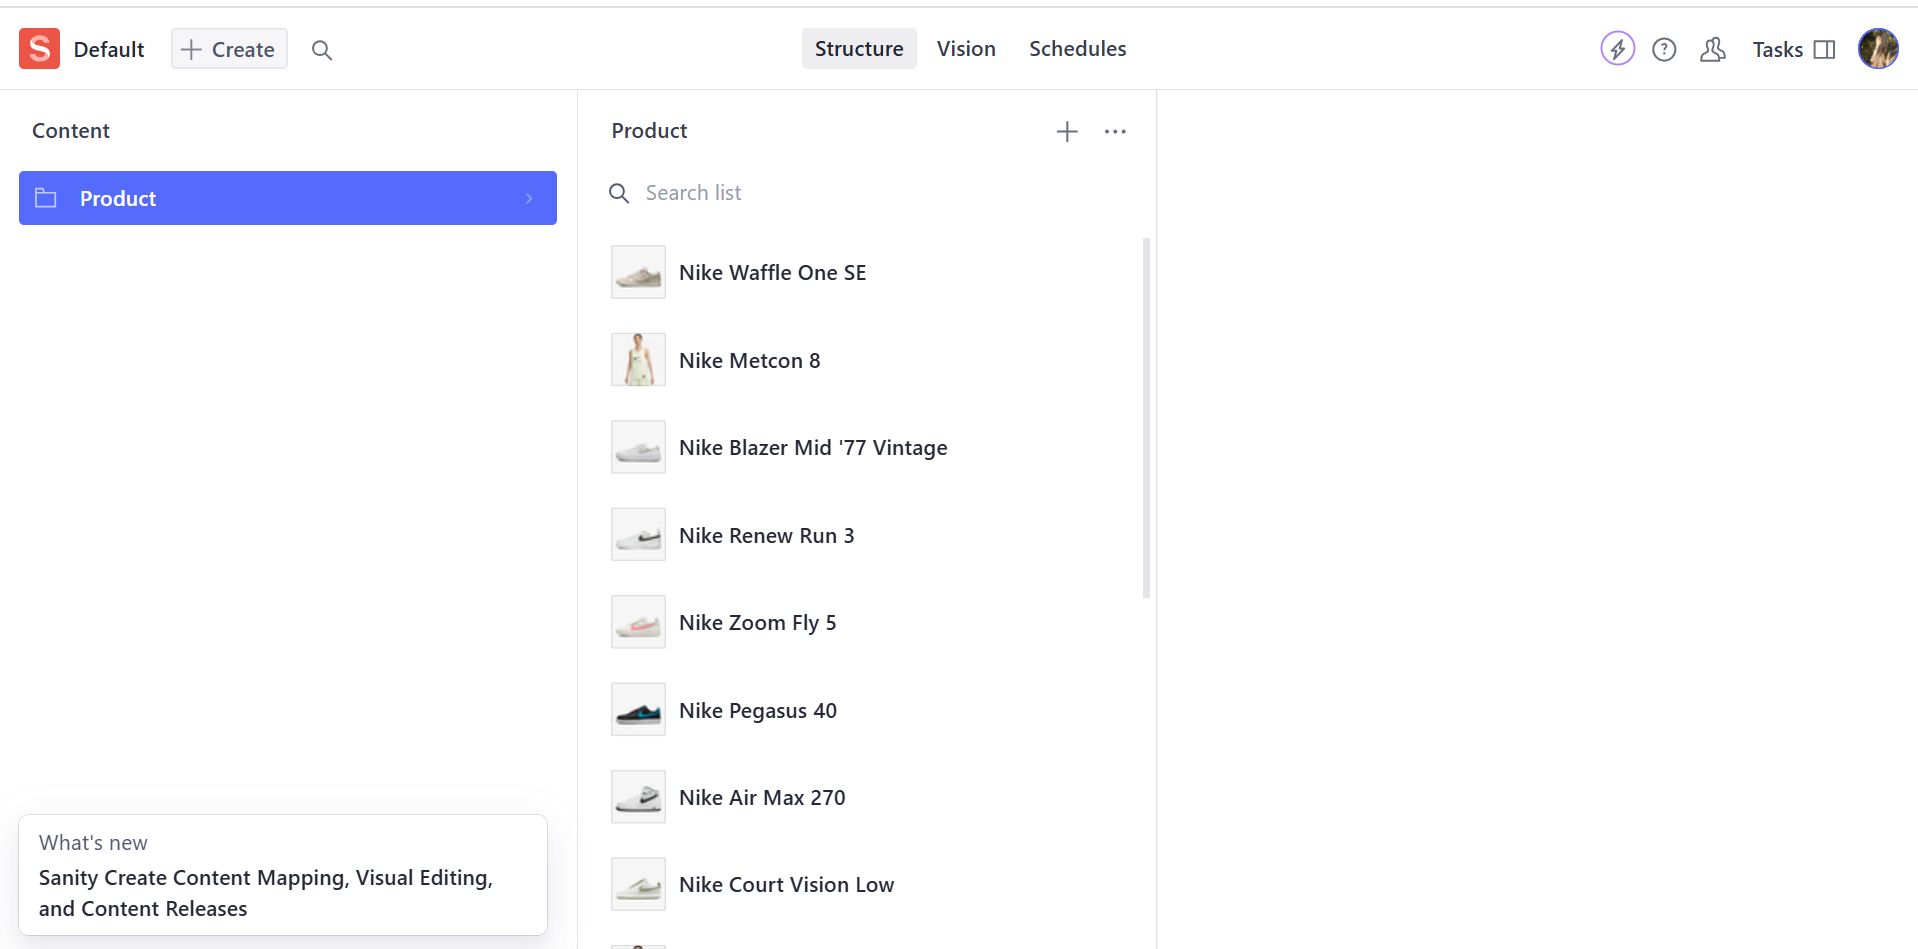 S Default
Create
Structure
Vision
Schedules
Tasks
Content
Product
Product
Search list
Nike Waffle One SE
Nike Metcon 8
Nike Blazer Mid '77 Vintage
Nike Renew Run 3
Nike Zoom Fly 5
Nike Pegasus 40
Nike Air Max 270
Nike Court Vision Low
What's new
Sanity Create Content Mapping, Visual Editing,
and Content Releases